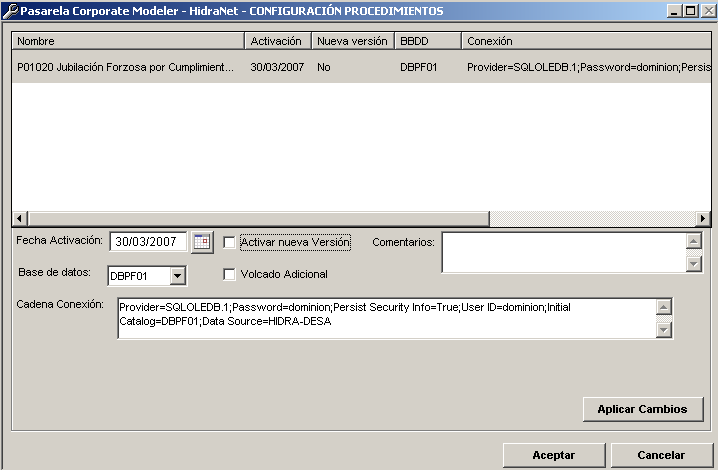 Pasarela Corporate Modeler - HidraNet - CONFIGURACIÓN PROCEDIMIENTOS
Nombre Activación Nueva versión BBDD Conexión
P01020 Jubilación Forzosa por Cumplimient... 30/03/2007 No DBPF01 Provider=SQLOLEDB.1;Password=dominion;Persis
Fecha Activación: 30/03/2007 Activar nueva Versión Comentarios:
Base de datos: DBPF01 Volcado Adicional
Cadena Conexión: Provider=SQLOLEDB.1;Password=dominion;Persist Security Info=True;User ID=dominion;Initial
Catalog=DBPF01;Data Source=HIDRA-DESA
Aplicar Cambios
Aceptar Cancelar